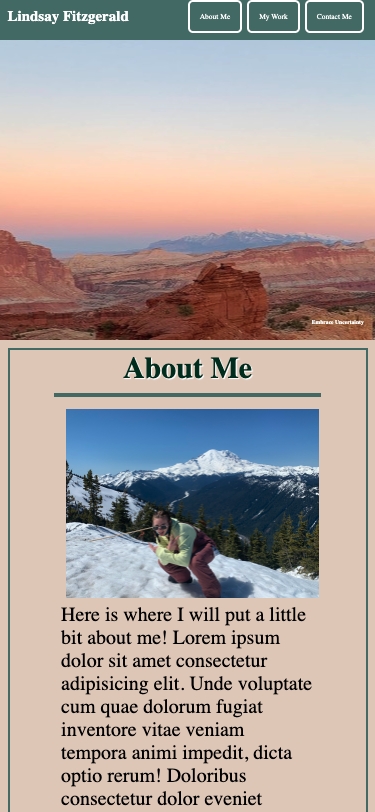 Lindsay Fitzgerald
About Me
My Work
Contact Me
Embrace Uncertainty
About Me
Here is where I will put a little
bit about me! Lorem ipsum
dolor sit amet consectetur
adipisicing elit. Unde voluptate
cum quae dolorum fugiat
inventore vitae veniam
tempora animi impedit, dicta
optio rerum! Doloribus
consectetur dolor eveniet